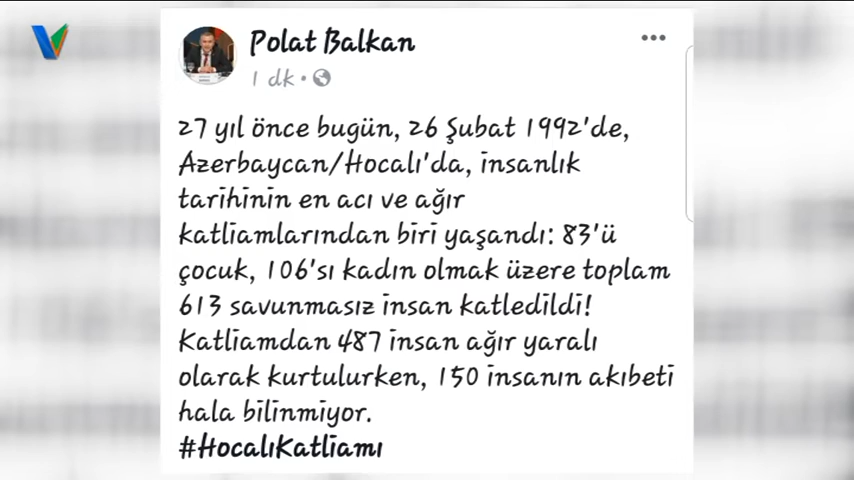 Polat Balkan
1 dk
27 yıl önce bugün, 26 Şubat 1992'de,
Azerbaycan/Hocalı'da, insanlık
tarihinin en acı ve ağır
katliamlarından biri yaşandı: 83'ü
çocuk, 106'sı kadın olmak üzere toplam
613 savunmasız insan katledildi!
Katliamdan 487 insan ağır yaralı
olarak kurtulurken, 150 insanın akıbeti
hala bilinmiyor.
#HocalıKatliamı